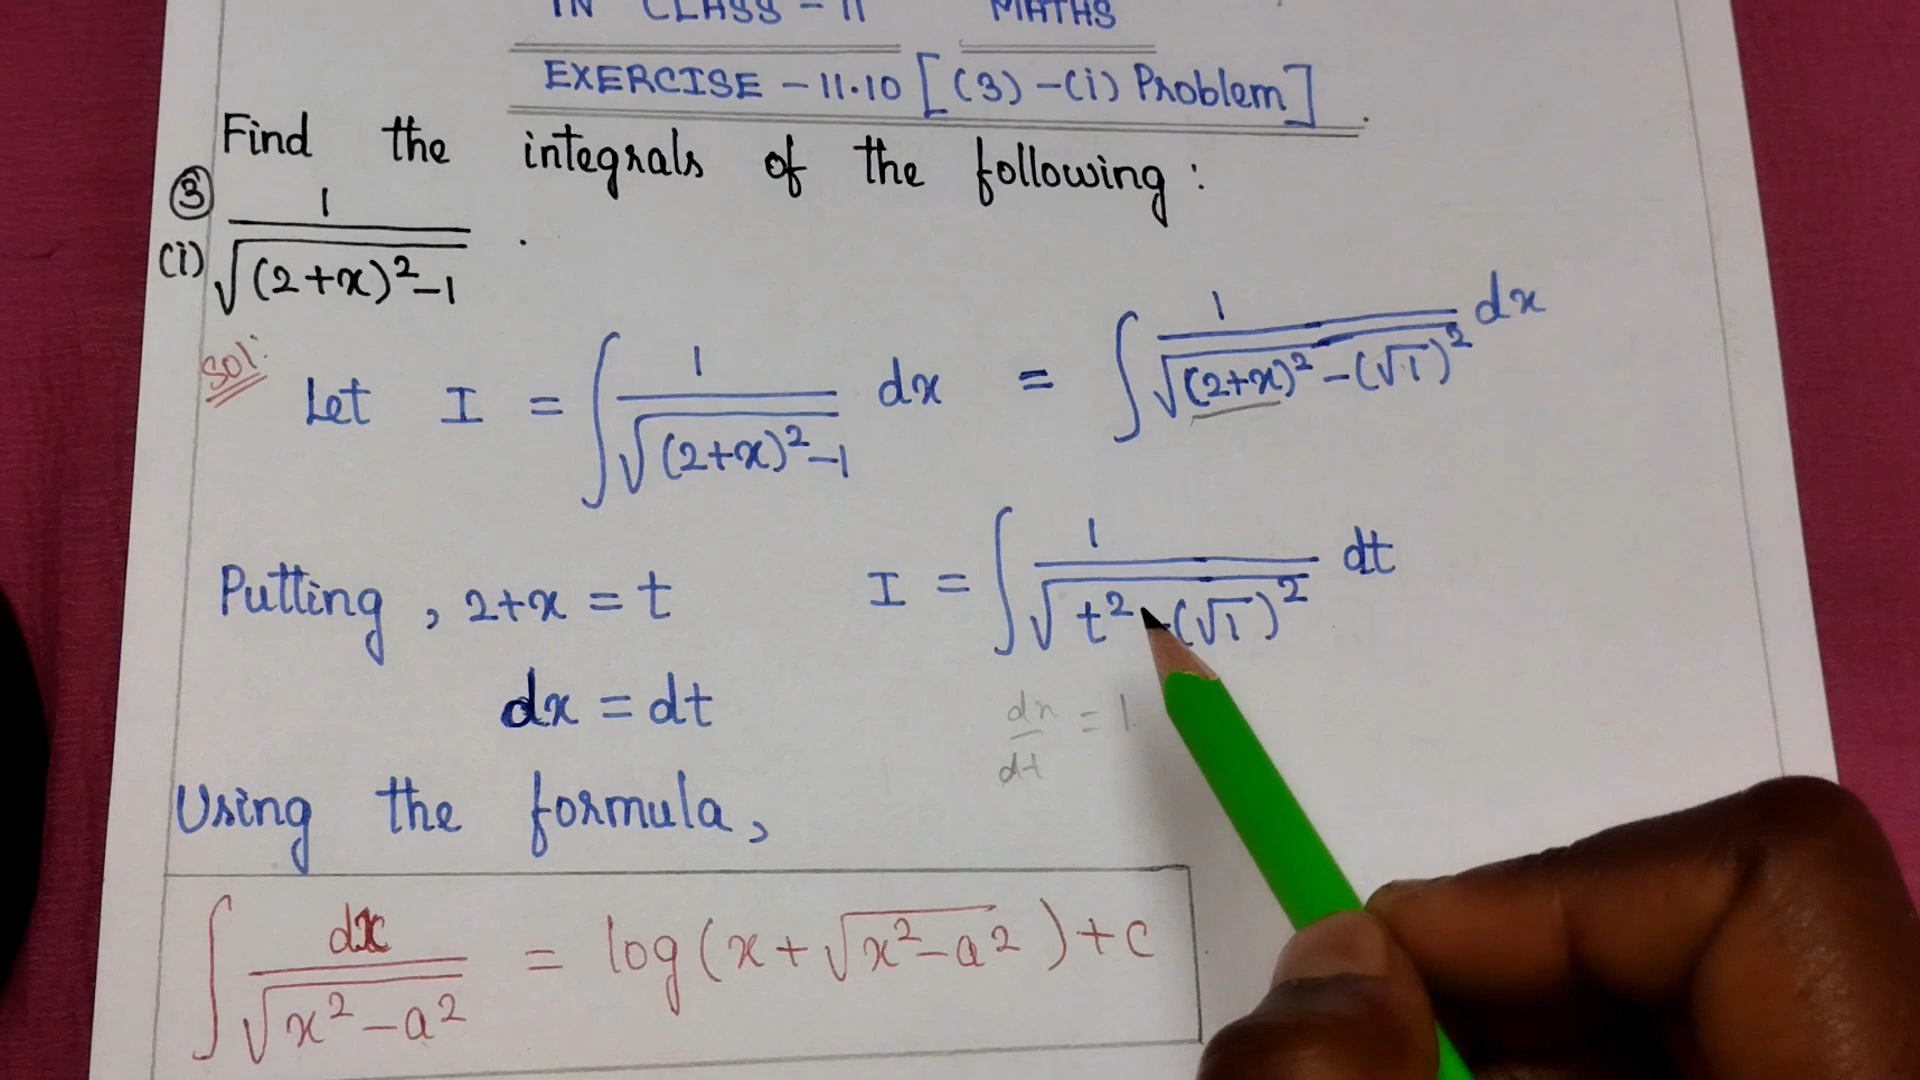 IN CLASS - 11 MATHS
EXERCISE - 11.10 [(3) - (i) Problem]
Find the integrals of the following :
③
(i) 1/√((2+x)²-1) .
Sol:
Let I = ∫ 1/√((2+x)²-1) dx = ∫ 1/√((2+x)²-(√1)²) dx
Putting, 2+x = t I = ∫ 1/√(t²-(√1)²) dt
dx = dt dx/dt = 1
Using the formula,
∫ dx/√(x²-a²) = log(x+√(x²-a²))+c